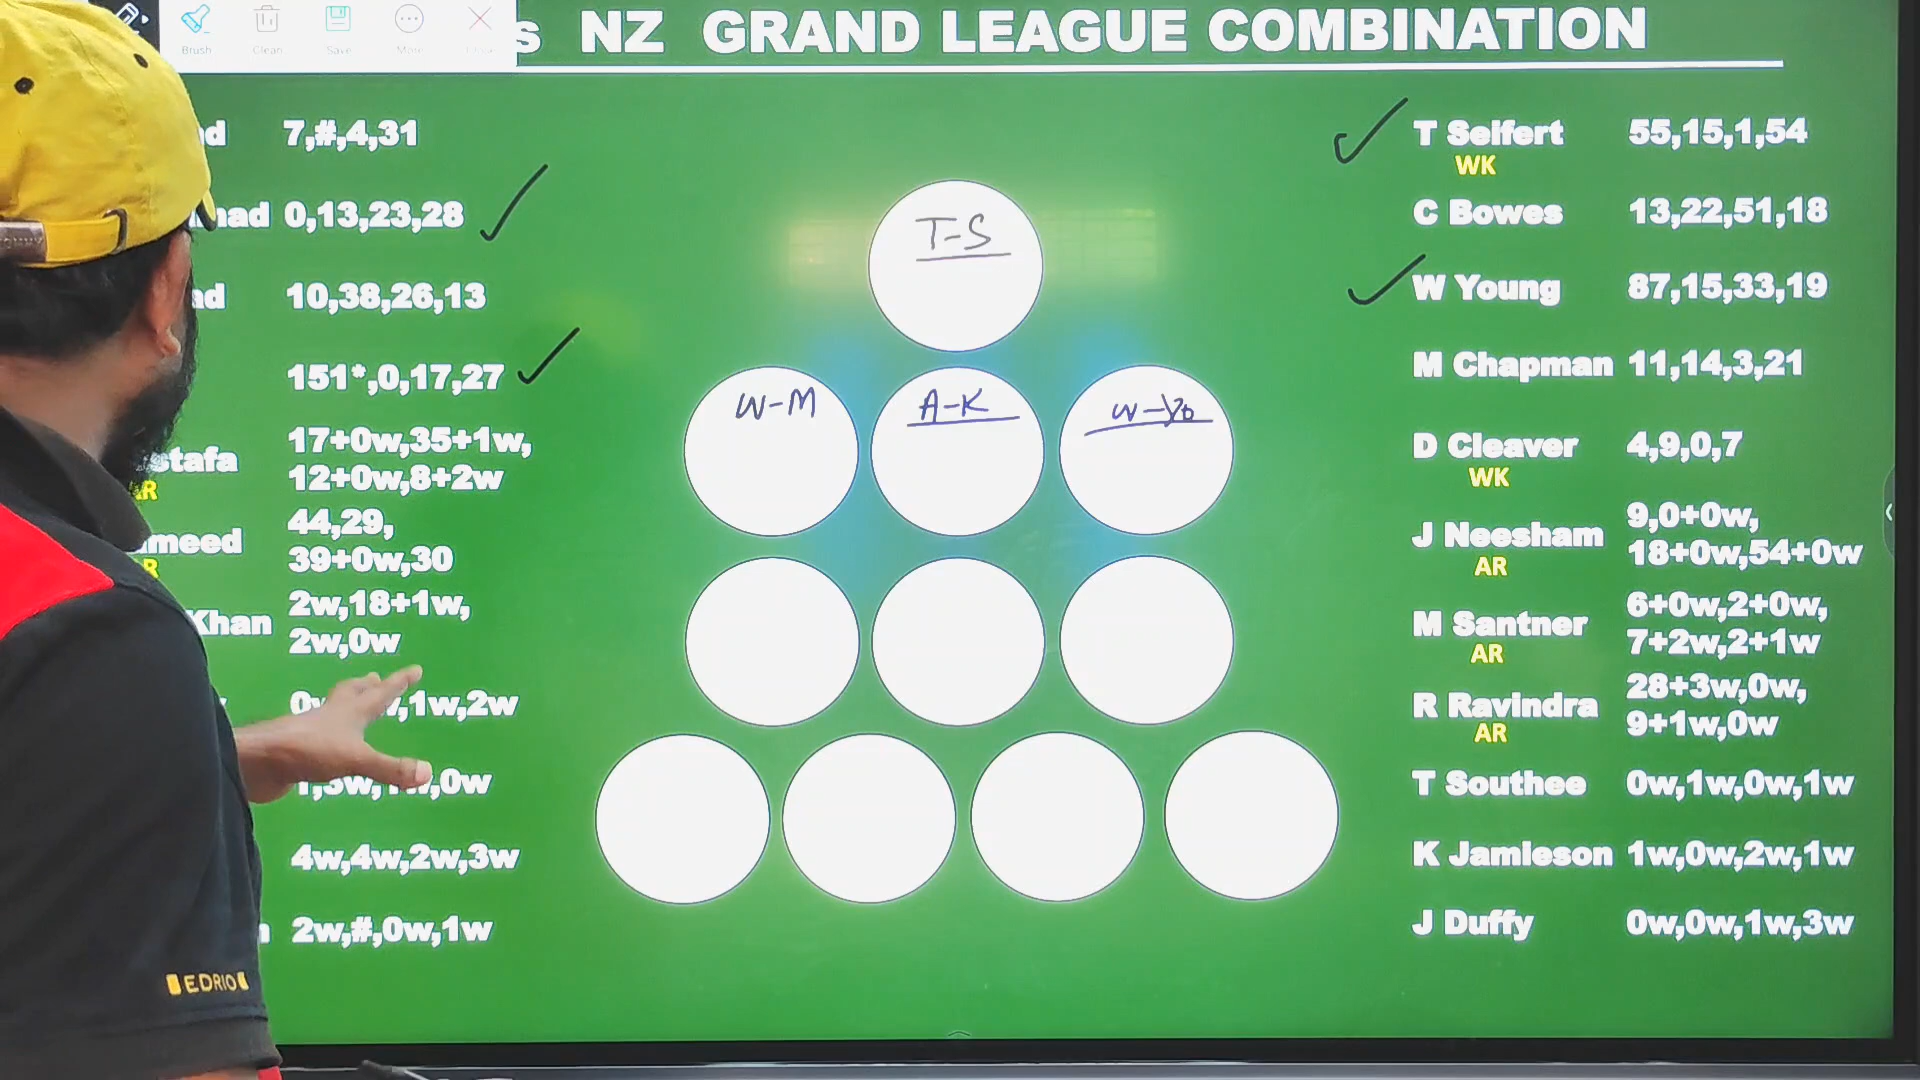 Brush Clean Save More Close
s NZ GRAND LEAGUE COMBINATION
d 7,#,4,31
mad 0,13,23,28
ad 10,38,26,13
151*,0,17,27
stafa 17+0w,35+1w,
12+0w,8+2w
AR
meed 44,29,
39+0w,30
R
Khan 2w,18+1w,
2w,0w
,1w,2w
,0w
4w,4w,2w,3w
2w,#,0w,1w
EDRIO
T-S
W-M A-K W-Yo
T Seifert 55,15,1,54
WK
C Bowes 13,22,51,18
W Young 87,15,33,19
M Chapman 11,14,3,21
D Cleaver 4,9,0,7
WK
J Neesham 9,0+0w,
18+0w,54+0w
AR
M Santner 6+0w,2+0w,
7+2w,2+1w
AR
R Ravindra 28+3w,0w,
9+1w,0w
AR
T Southee 0w,1w,0w,1w
K Jamieson 1w,0w,2w,1w
J Duffy 0w,0w,1w,3w